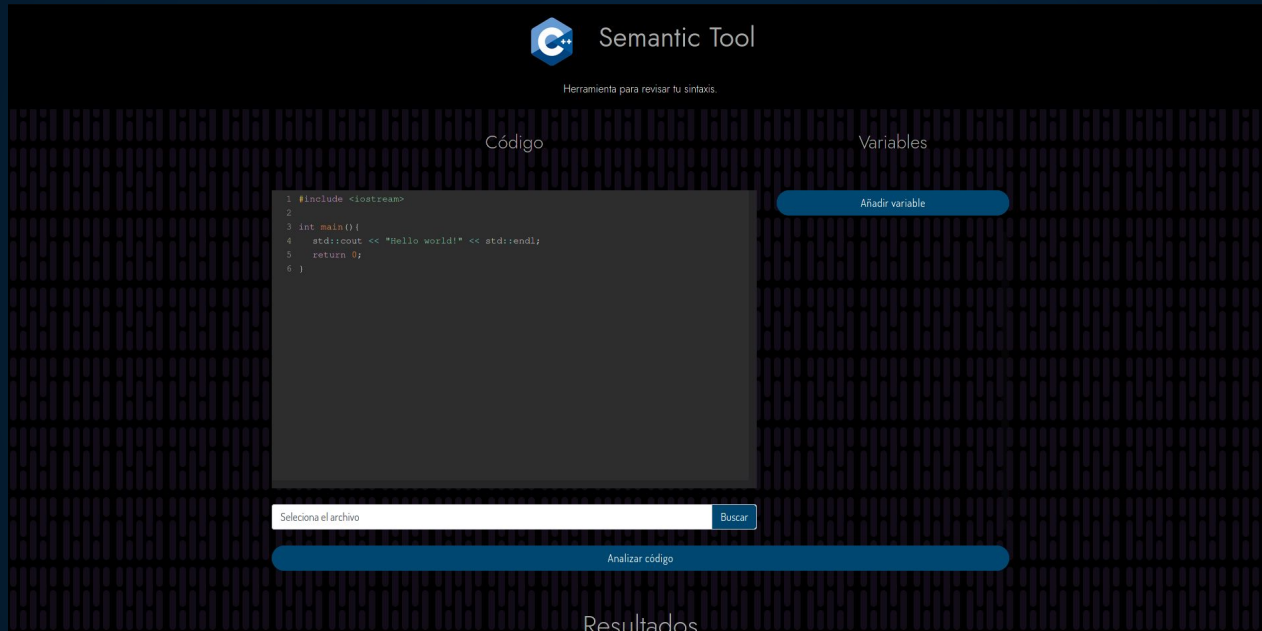 C++
Semantic Tool
Herramienta para revisar tu sintaxis.
Código
1 #include <iostream>
2
3 int main(){
4   std::cout << "Hello world!" << std::endl;
5   return 0;
6 }
Variables
Añadir variable
Seleciona el archivo
Buscar
Analizar código
Resultados